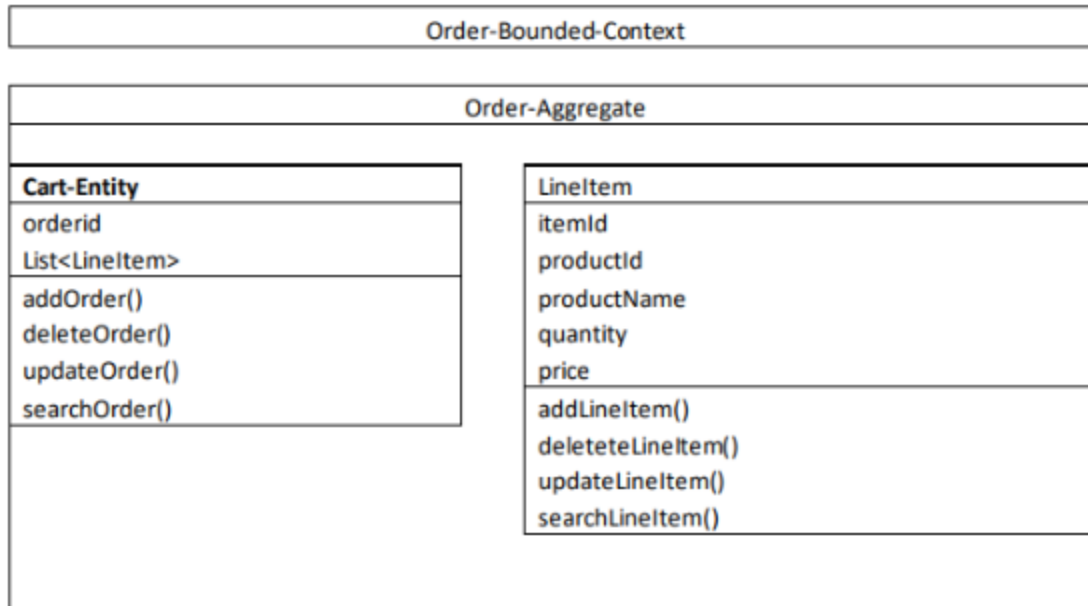 Order-Bounded-Context
Order-Aggregate
Cart-Entity
orderid
List<LineItem>
addOrder()
deleteOrder()
updateOrder()
searchOrder()
LineItem
itemId
productId
productName
quantity
price
addLineItem()
deleteteLineItem()
updateLineItem()
searchLineItem()